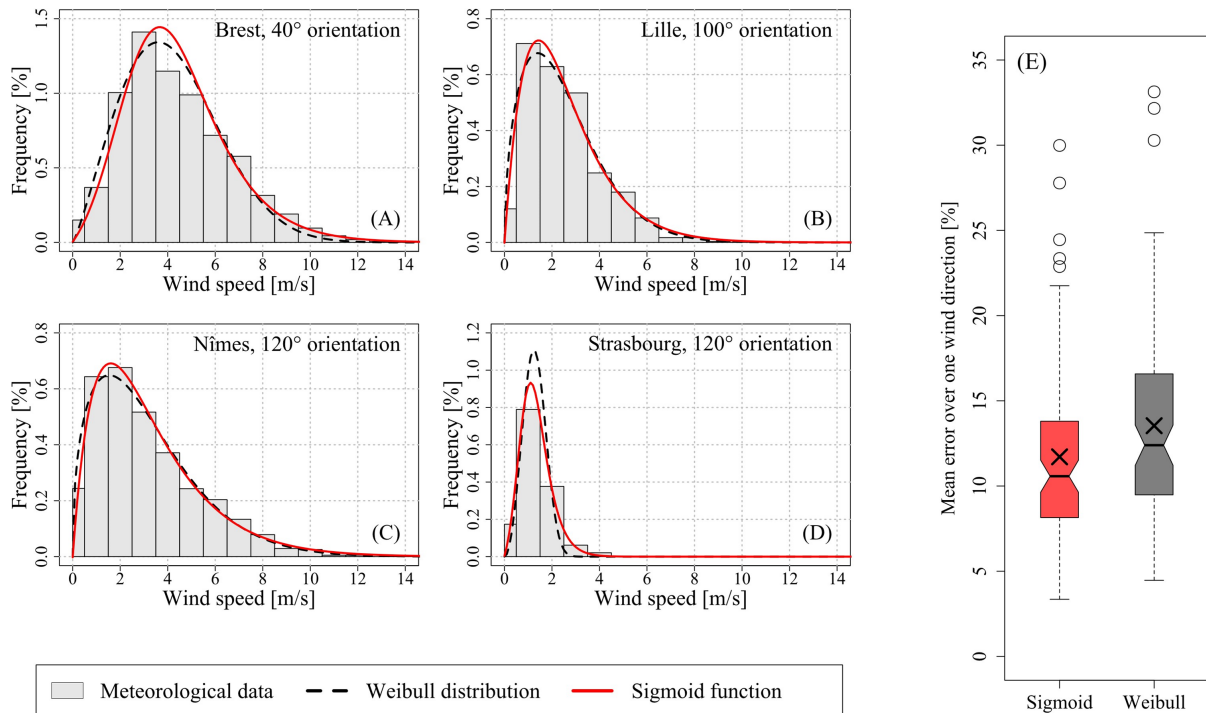 Brest, 40° orientation
Frequency [%]
0.0 0.5 1.0 1.5
(A)
0 2 4 6 8 10 12 14
Wind speed [m/s]
Lille, 100° orientation
Frequency [%]
0.0 0.2 0.4 0.6 0.8
(B)
0 2 4 6 8 10 12 14
Wind speed [m/s]
Nîmes, 120° orientation
Frequency [%]
0.0 0.2 0.4 0.6 0.8
(C)
0 2 4 6 8 10 12 14
Wind speed [m/s]
Strasbourg, 120° orientation
Frequency [%]
0.0 0.2 0.4 0.6 0.8 1.0 1.2
(D)
0 2 4 6 8 10 12 14
Wind speed [m/s]
(E)
Mean error over one wind direction [%]
0 5 10 15 20 25 30 35
Sigmoid Weibull
Meteorological data Weibull distribution Sigmoid function